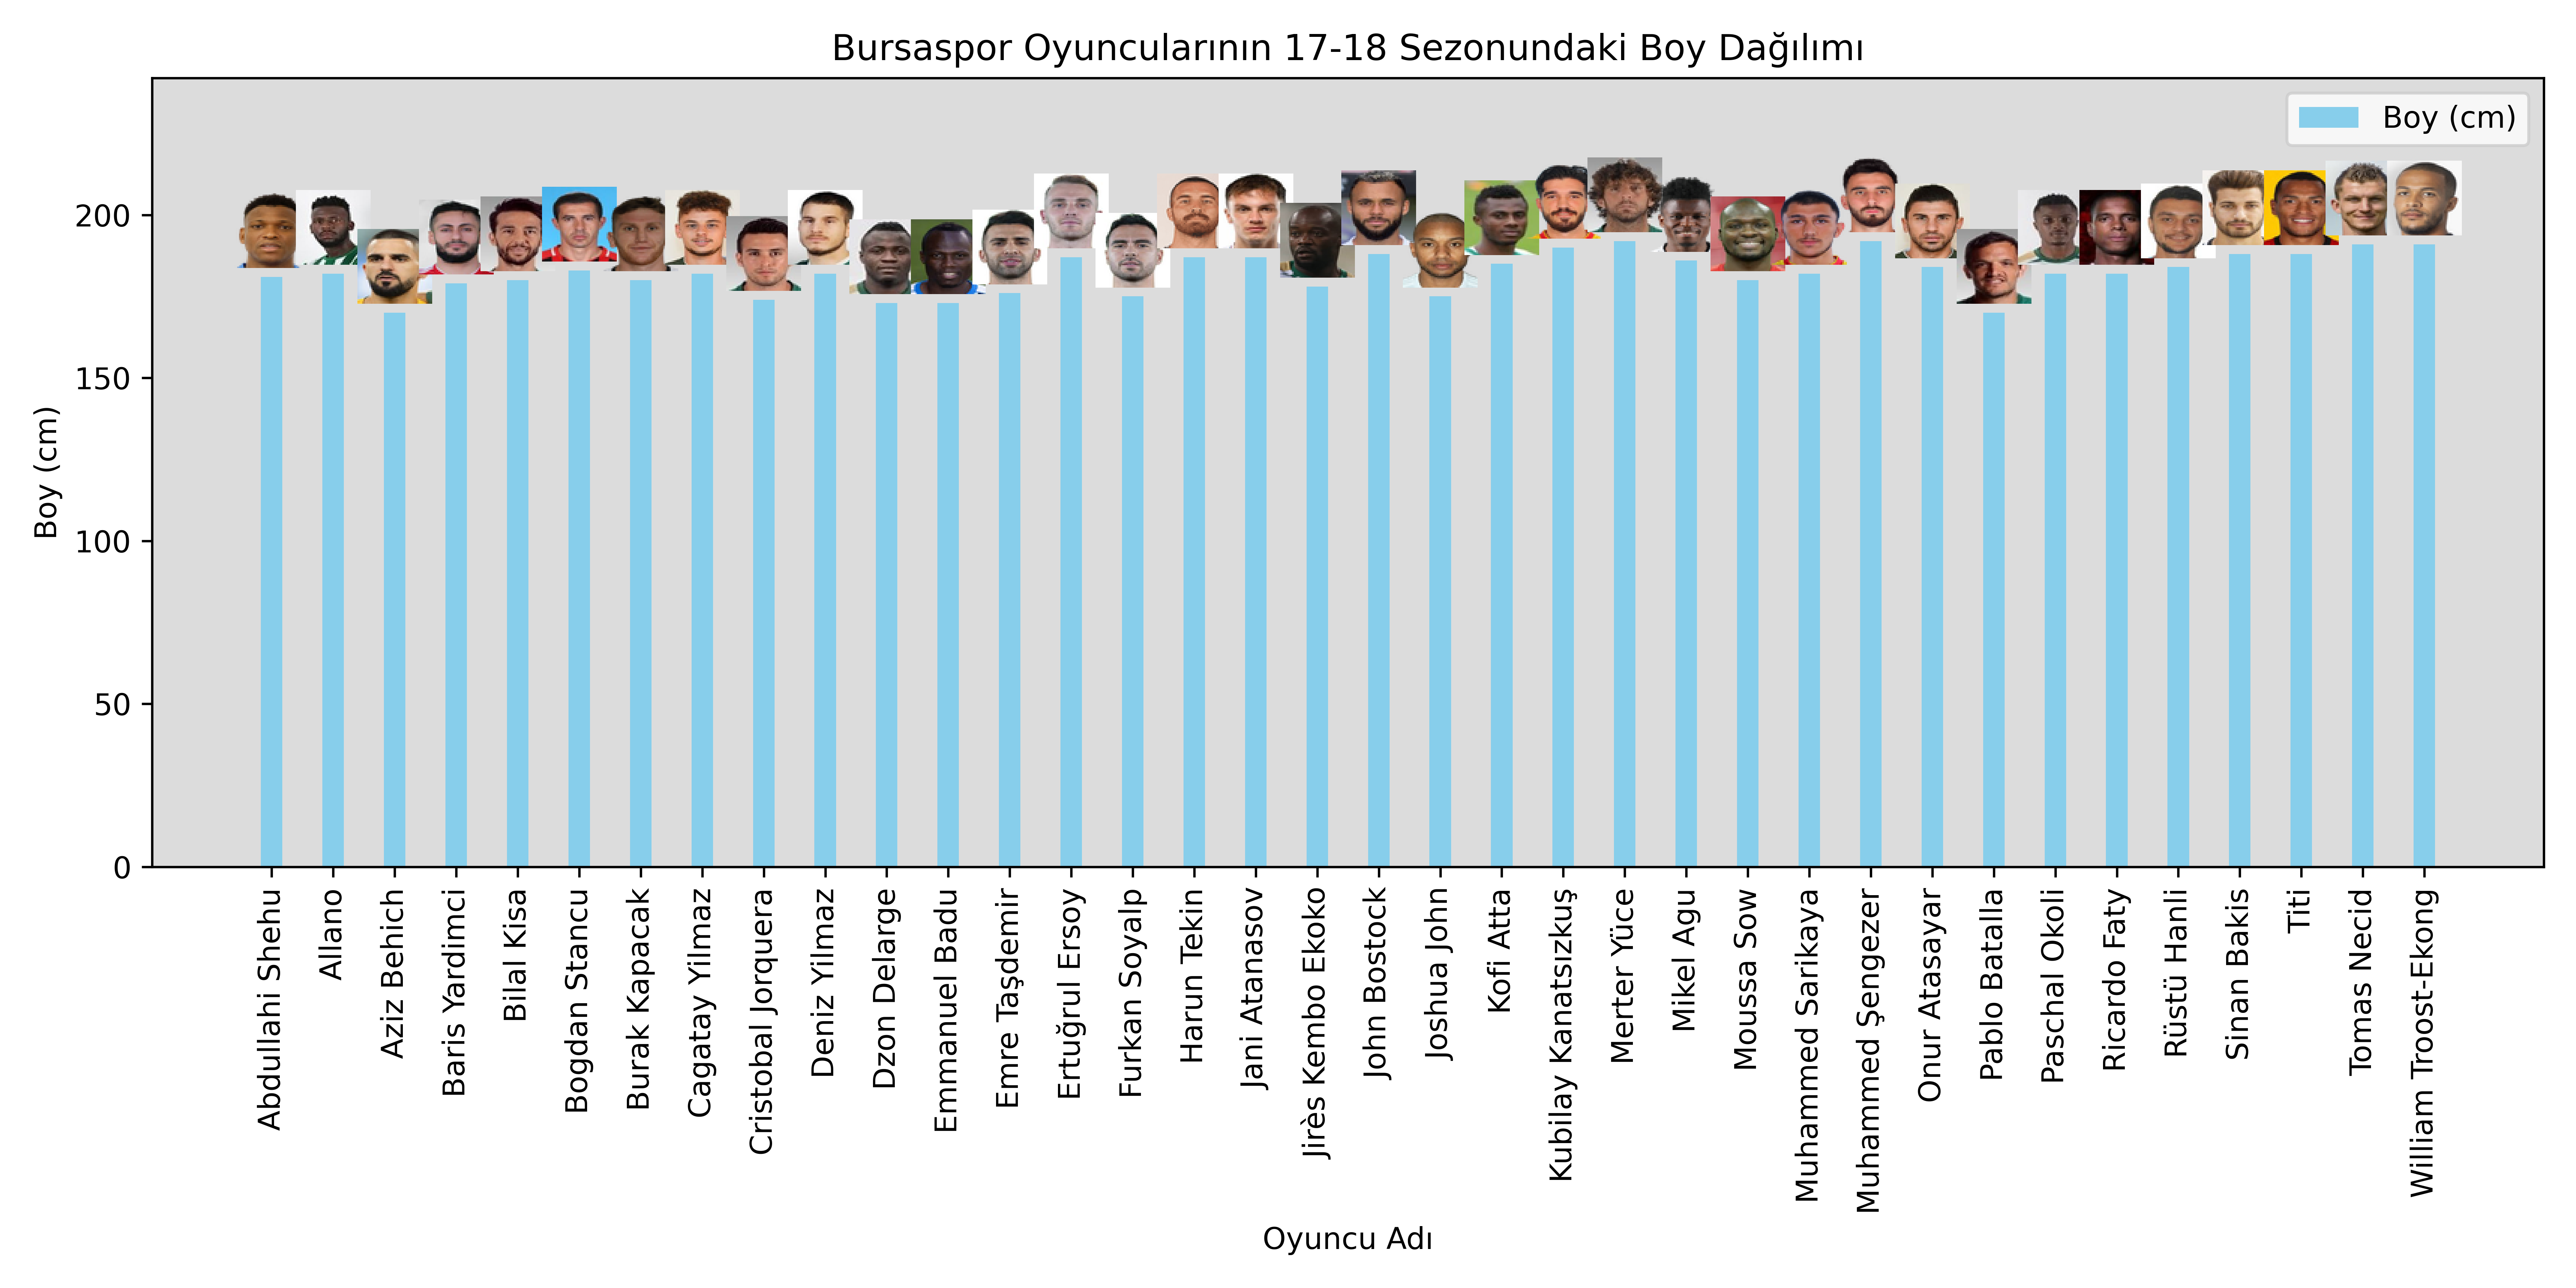 Bursaspor Oyuncularının 17-18 Sezonundaki Boy Dağılımı
Boy (cm)
Boy (cm)
200
150
100
50
0
Abdullahi Shehu
Allano
Aziz Behich
Baris Yardimci
Bilal Kisa
Bogdan Stancu
Burak Kapacak
Cagatay Yilmaz
Cristobal Jorquera
Deniz Yilmaz
Dzon Delarge
Emmanuel Badu
Emre Taşdemir
Ertuğrul Ersoy
Furkan Soyalp
Harun Tekin
Jani Atanasov
Jirès Kembo Ekoko
John Bostock
Joshua John
Kofi Atta
Kubilay Kanatsızkuş
Merter Yüce
Mikel Agu
Moussa Sow
Muhammed Sarikaya
Muhammed Şengezer
Onur Atasayar
Pablo Batalla
Paschal Okoli
Ricardo Faty
Rüstü Hanli
Sinan Bakis
Titi
Tomas Necid
William Troost-Ekong
Oyuncu Adı